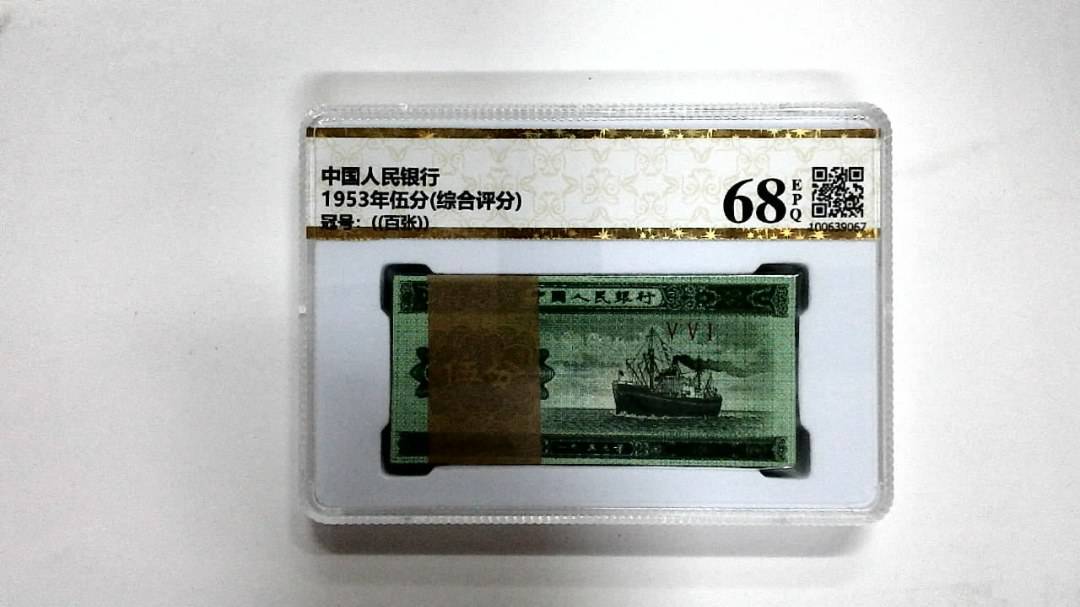 中国人民银行
1953年伍分(综合评分)
冠号：((百张))
68
EPQ
100639067
中國人民銀行
VVI
伍分